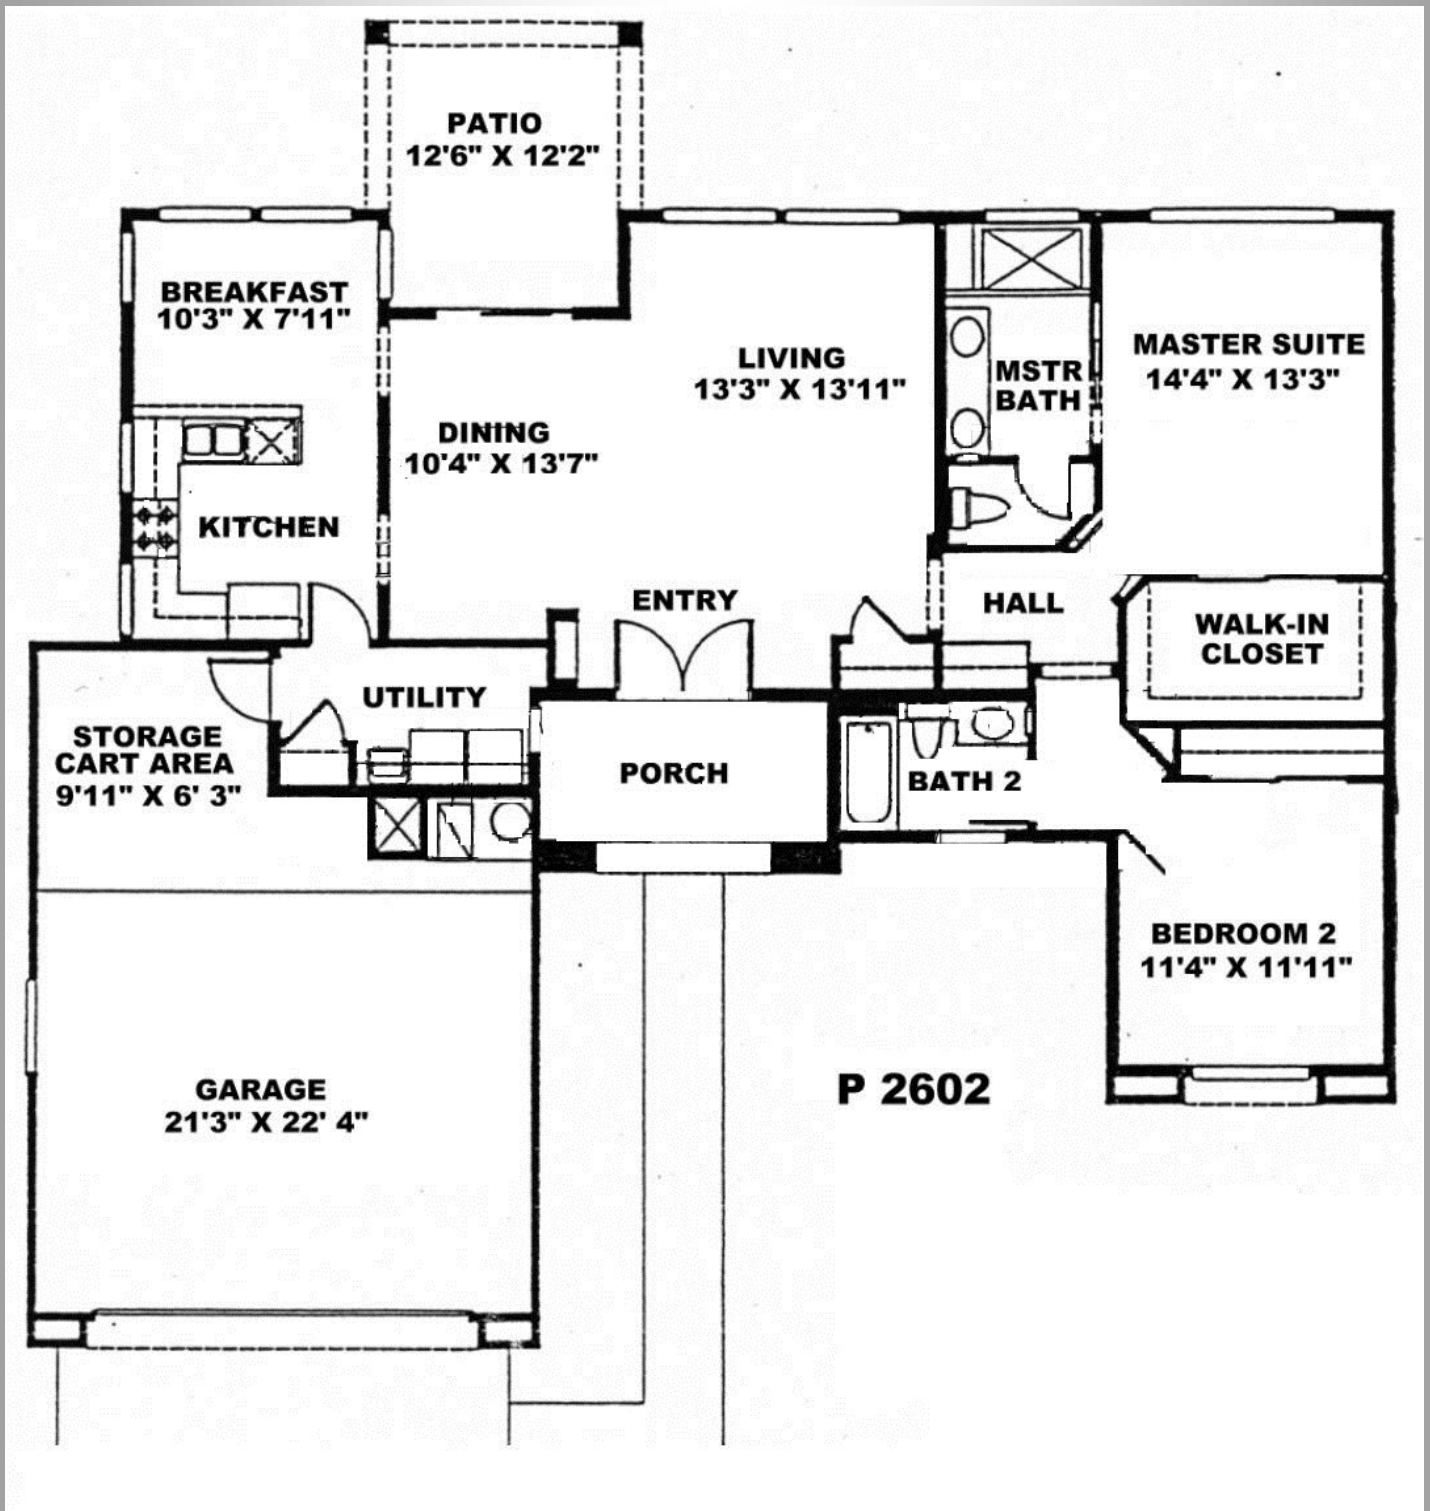 PATIO
12'6" X 12'2"
BREAKFAST
10'3" X 7'11"
LIVING
13'3" X 13'11"
MSTR
BATH
MASTER SUITE
14'4" X 13'3"
DINING
10'4" X 13'7"
KITCHEN
ENTRY
HALL
WALK-IN
CLOSET
UTILITY
STORAGE
CART AREA
9'11" X 6' 3"
PORCH
BATH 2
BEDROOM 2
11'4" X 11'11"
GARAGE
21'3" X 22' 4"
P 2602